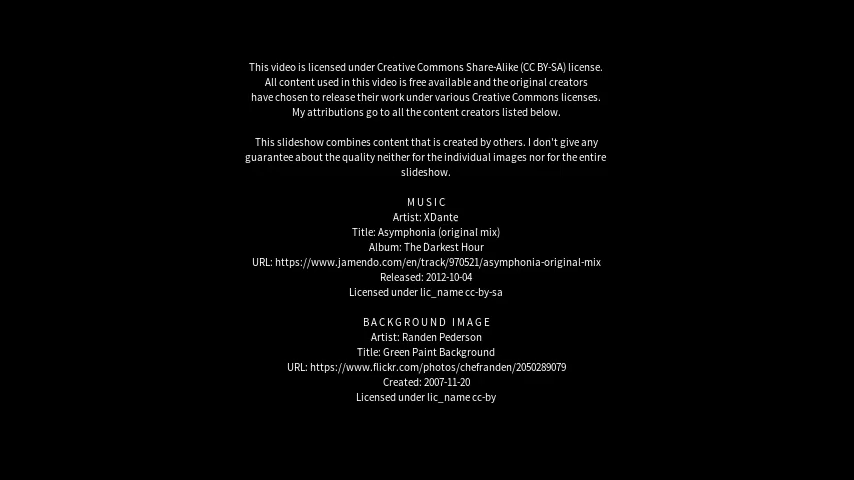 This video is licensed under Creative Commons Share-Alike (CC BY-SA) license.
All content used in this video is free available and the original creators
have chosen to release their work under various Creative Commons licenses.
My attributions go to all the content creators listed below.
This slideshow combines content that is created by others. I don't give any
guarantee about the quality neither for the individual images nor for the entire
slideshow.
MUSIC
Artist: XDante
Title: Asymphonia (original mix)
Album: The Darkest Hour
URL: https://www.jamendo.com/en/track/970521/asymphonia-original-mix
Released: 2012-10-04
Licensed under lic_name cc-by-sa
BACKGROUND IMAGE
Artist: Randen Pederson
Title: Green Paint Background
URL: https://www.flickr.com/photos/chefranden/2050289079
Created: 2007-11-20
Licensed under lic_name cc-by